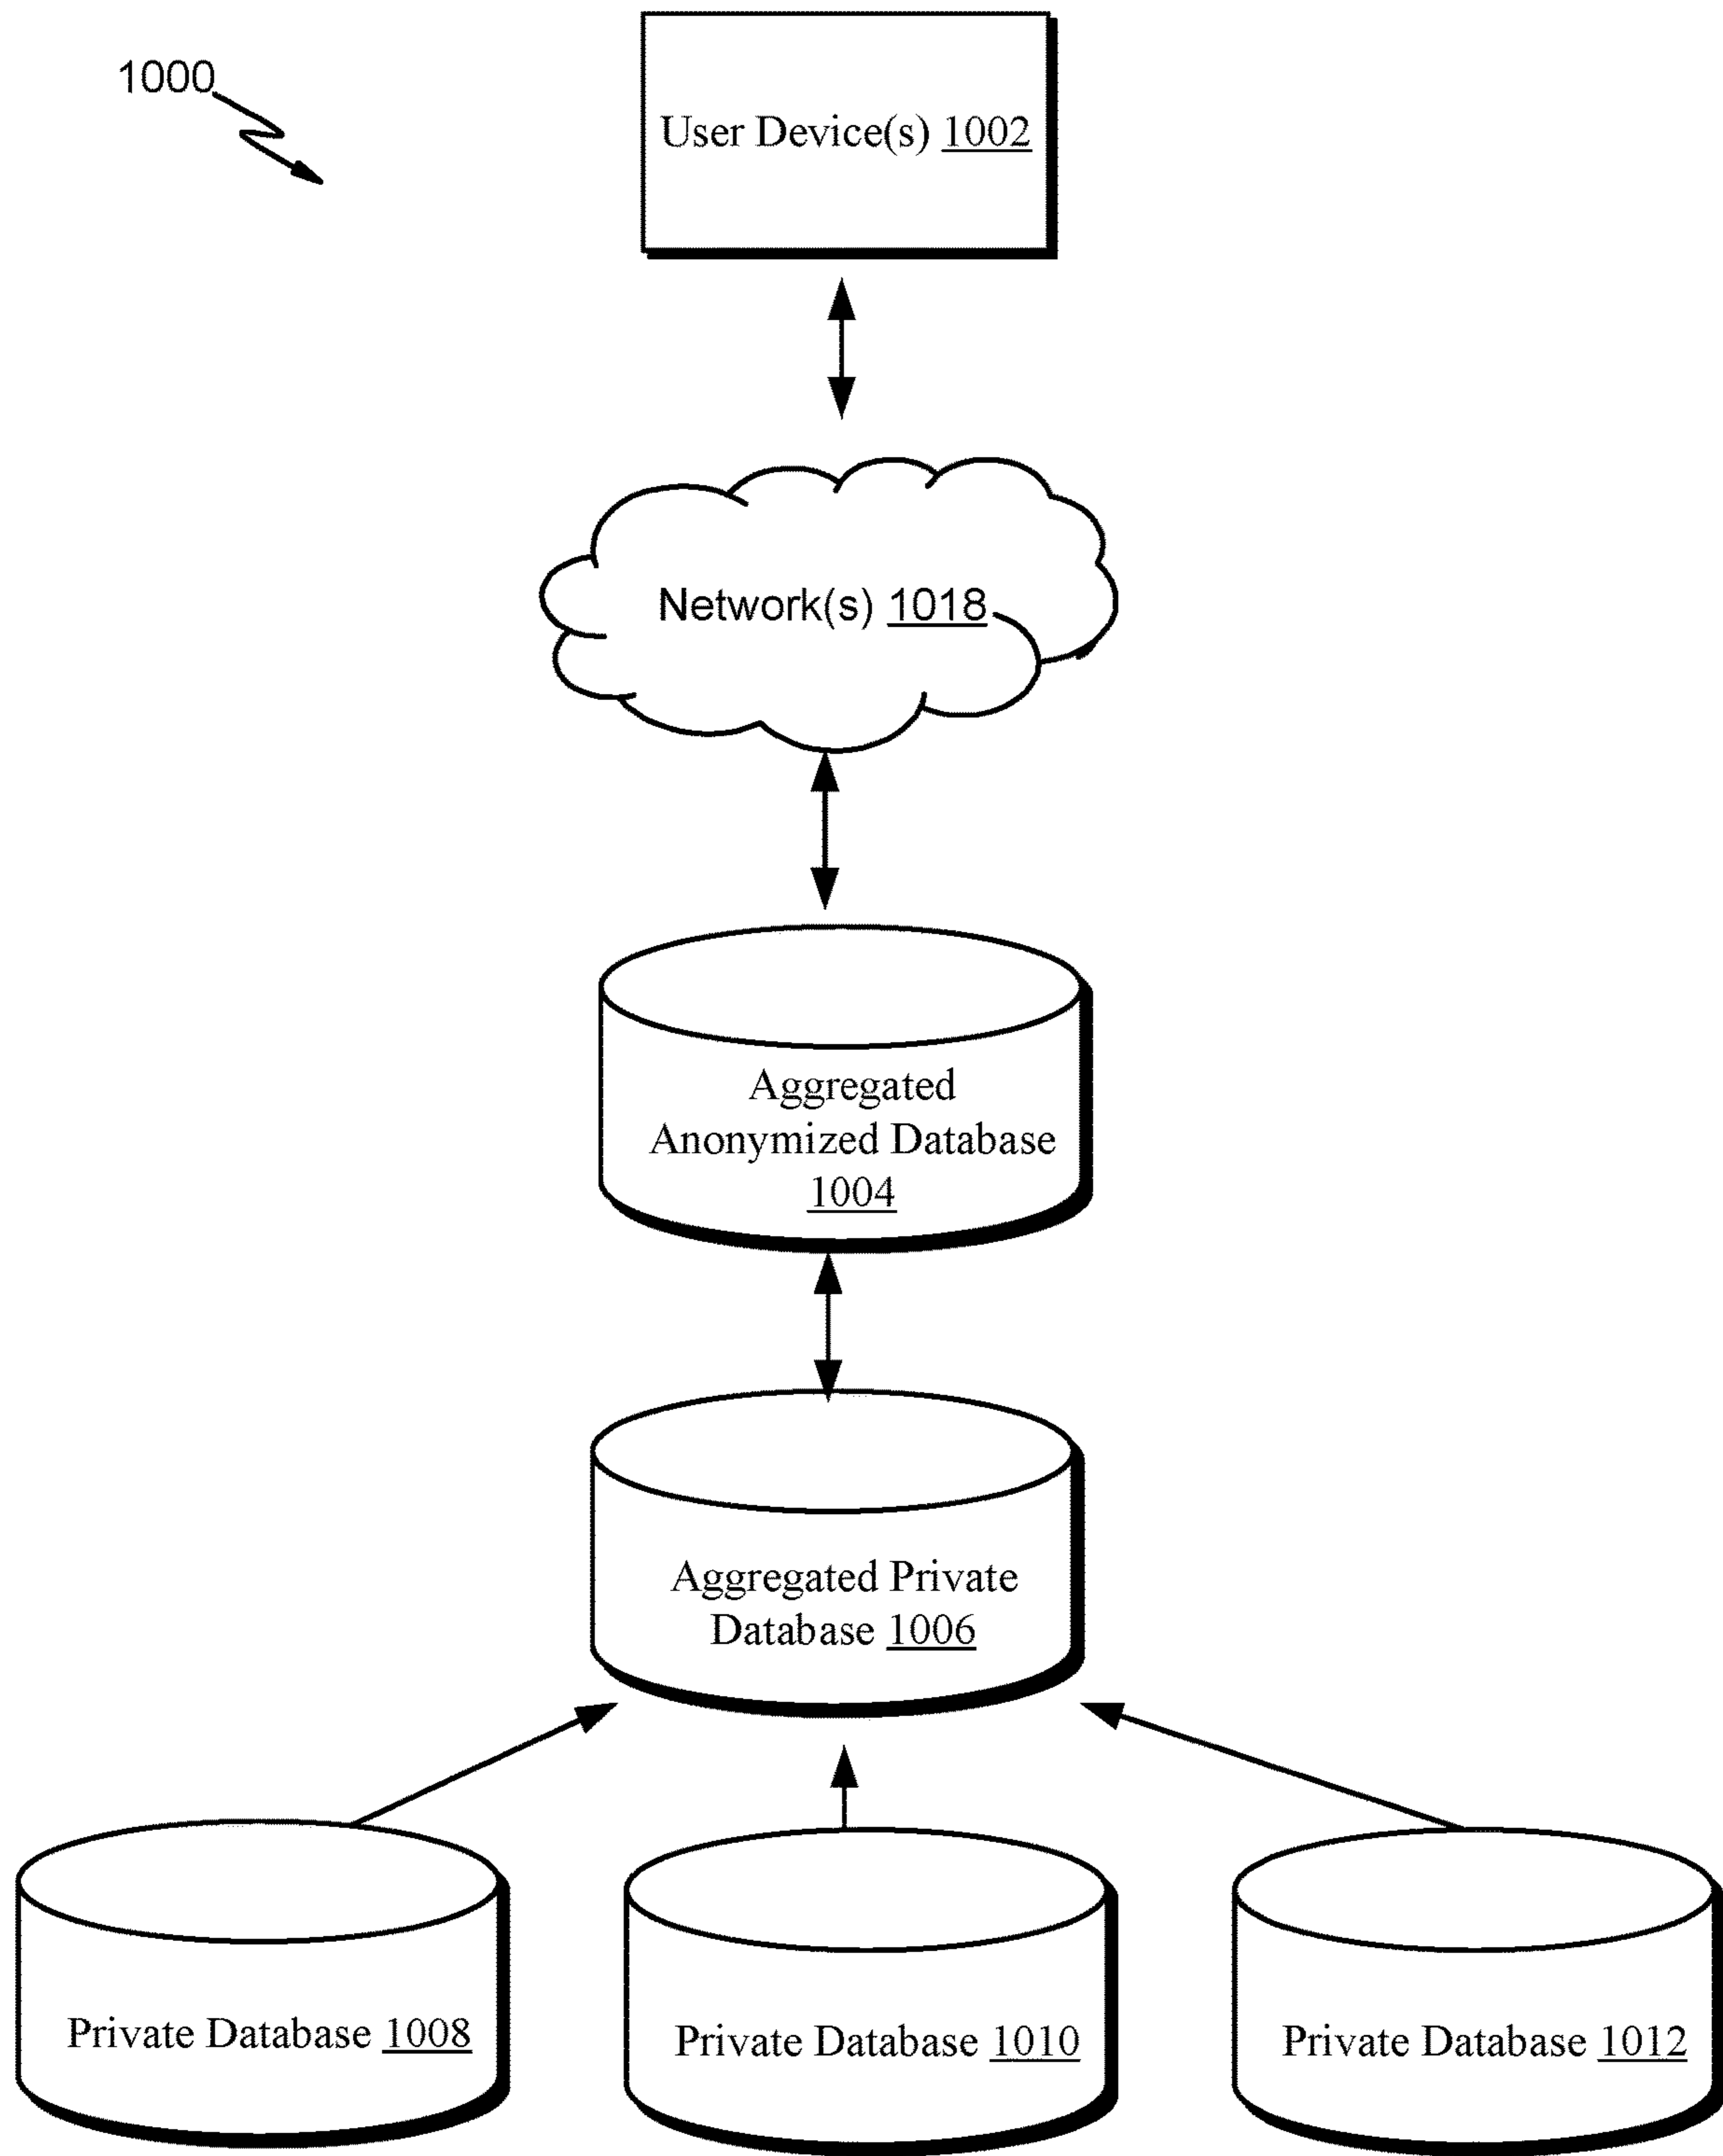 1000
User Device(s) 1002
Network(s) 1018
Aggregated
Anonymized Database
1004
Aggregated Private
Database 1006
Private Database 1008
Private Database 1010
Private Database 1012